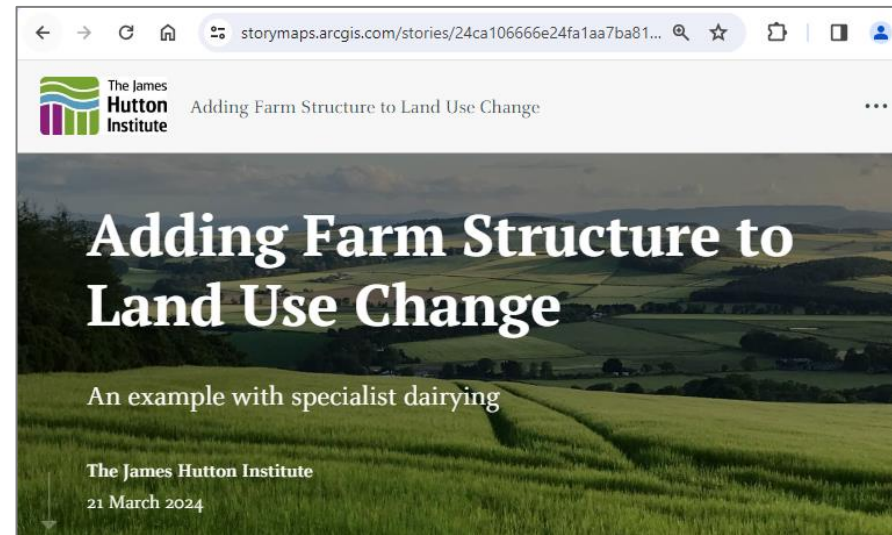 storymaps.arcgis.com/stories/24ca106666e24fa1aa7ba81...
The James
Hutton
Institute
Adding Farm Structure to Land Use Change
Adding Farm Structure to
Land Use Change
An example with specialist dairying
The James Hutton Institute
21 March 2024